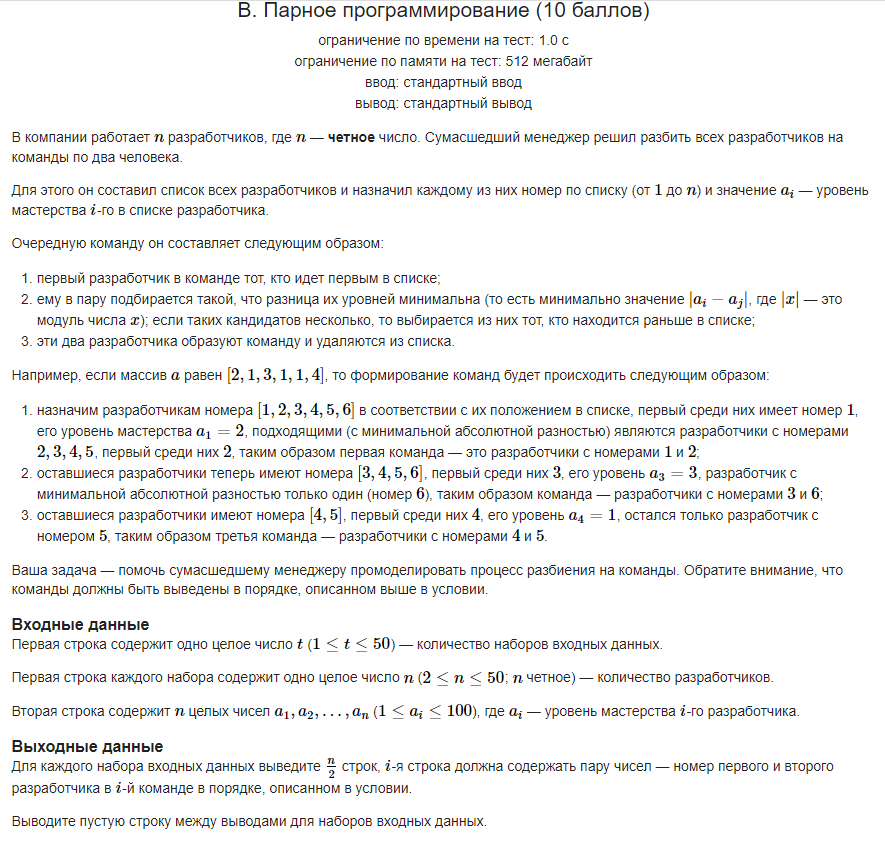 B. Парное программирование (10 баллов)
ограничение по времени на тест: 1.0 с
ограничение по памяти на тест: 512 мегабайт
ввод: стандартный ввод
вывод: стандартный вывод
В компании работает n разработчиков, где n — четное число. Сумасшедший менеджер решил разбить всех разработчиков на
команды по два человека.
Для этого он составил список всех разработчиков и назначил каждому из них номер по списку (от 1 до n) и значение a_i — уровень
мастерства i-го в списке разработчика.
Очередную команду он составляет следующим образом:
1. первый разработчик в команде тот, кто идет первым в списке;
2. ему в пару подбирается такой, что разница их уровней минимальна (то есть минимально значение |a_i − a_j|, где |x| — это
модуль числа x); если таких кандидатов несколько, то выбирается из них тот, кто находится раньше в списке;
3. эти два разработчика образуют команду и удаляются из списка.
Например, если массив a равен [2, 1, 3, 1, 1, 4], то формирование команд будет происходить следующим образом:
1. назначим разработчикам номера [1, 2, 3, 4, 5, 6] в соответствии с их положением в списке, первый среди них имеет номер 1,
его уровень мастерства a_1 = 2, подходящими (с минимальной абсолютной разностью) являются разработчики с номерами
2, 3, 4, 5, первый среди них 2, таким образом первая команда — это разработчики с номерами 1 и 2;
2. оставшиеся разработчики теперь имеют номера [3, 4, 5, 6], первый среди них 3, его уровень a_3 = 3, разработчик с
минимальной абсолютной разностью только один (номер 6), таким образом команда — разработчики с номерами 3 и 6;
3. оставшиеся разработчики имеют номера [4, 5], первый среди них 4, его уровень a_4 = 1, остался только разработчик с
номером 5, таким образом третья команда — разработчики с номерами 4 и 5.
Ваша задача — помочь сумасшедшему менеджеру промоделировать процесс разбиения на команды. Обратите внимание, что
команды должны быть выведены в порядке, описанном выше в условии.
Входные данные
Первая строка содержит одно целое число t (1 ≤ t ≤ 50) — количество наборов входных данных.
Первая строка каждого набора содержит одно целое число n (2 ≤ n ≤ 50; n четное) — количество разработчиков.
Вторая строка содержит n целых чисел a_1, a_2, . . . , a_n (1 ≤ a_i ≤ 100), где a_i — уровень мастерства i-го разработчика.
Выходные данные
Для каждого набора входных данных выведите n/2 строк, i-я строка должна содержать пару чисел — номер первого и второго
разработчика в i-й команде в порядке, описанном в условии.
Выводите пустую строку между выводами для наборов входных данных.